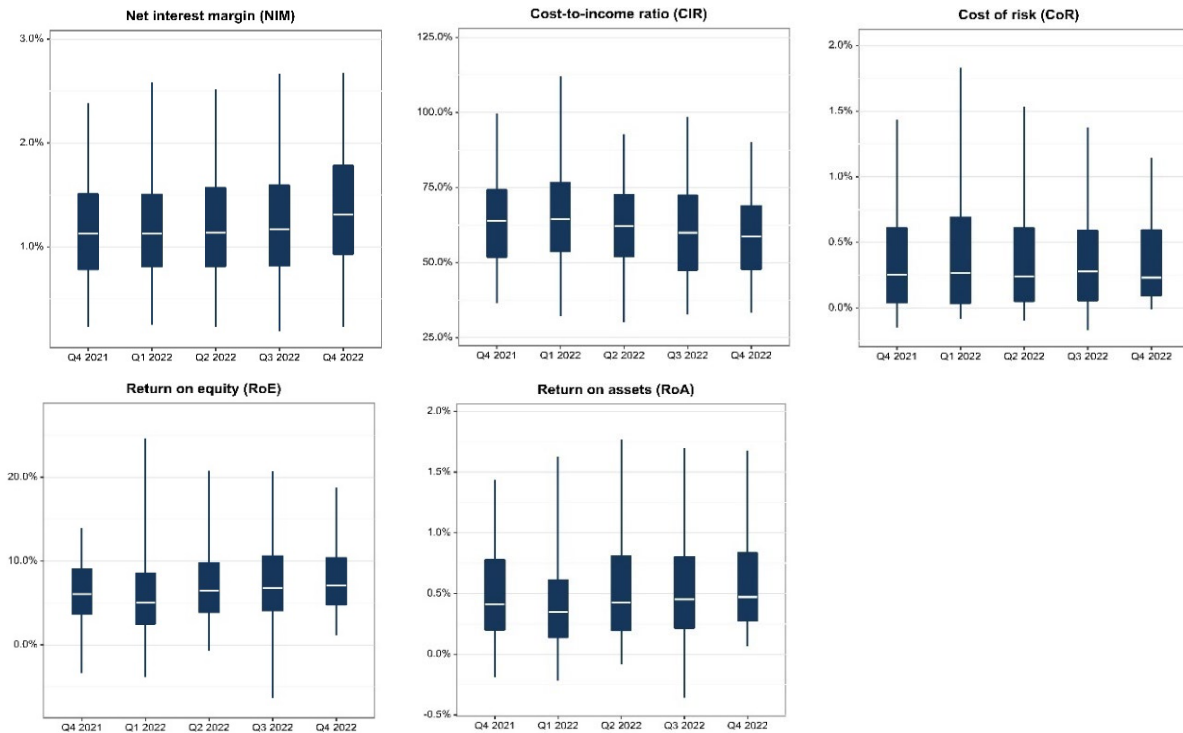 Net interest margin (NIM)
3.0%
2.0%
1.0%
Q4 2021 Q1 2022 Q2 2022 Q3 2022 Q4 2022
Cost-to-income ratio (CIR)
125.0%
100.0%
75.0%
50.0%
25.0%
Q4 2021 Q1 2022 Q2 2022 Q3 2022 Q4 2022
Cost of risk (CoR)
2.0%
1.5%
1.0%
0.5%
0.0%
Q4 2021 Q1 2022 Q2 2022 Q3 2022 Q4 2022
Return on equity (RoE)
20.0%
10.0%
0.0%
Q4 2021 Q1 2022 Q2 2022 Q3 2022 Q4 2022
Return on assets (RoA)
2.0%
1.5%
1.0%
0.5%
0.0%
-0.5%
Q4 2021 Q1 2022 Q2 2022 Q3 2022 Q4 2022